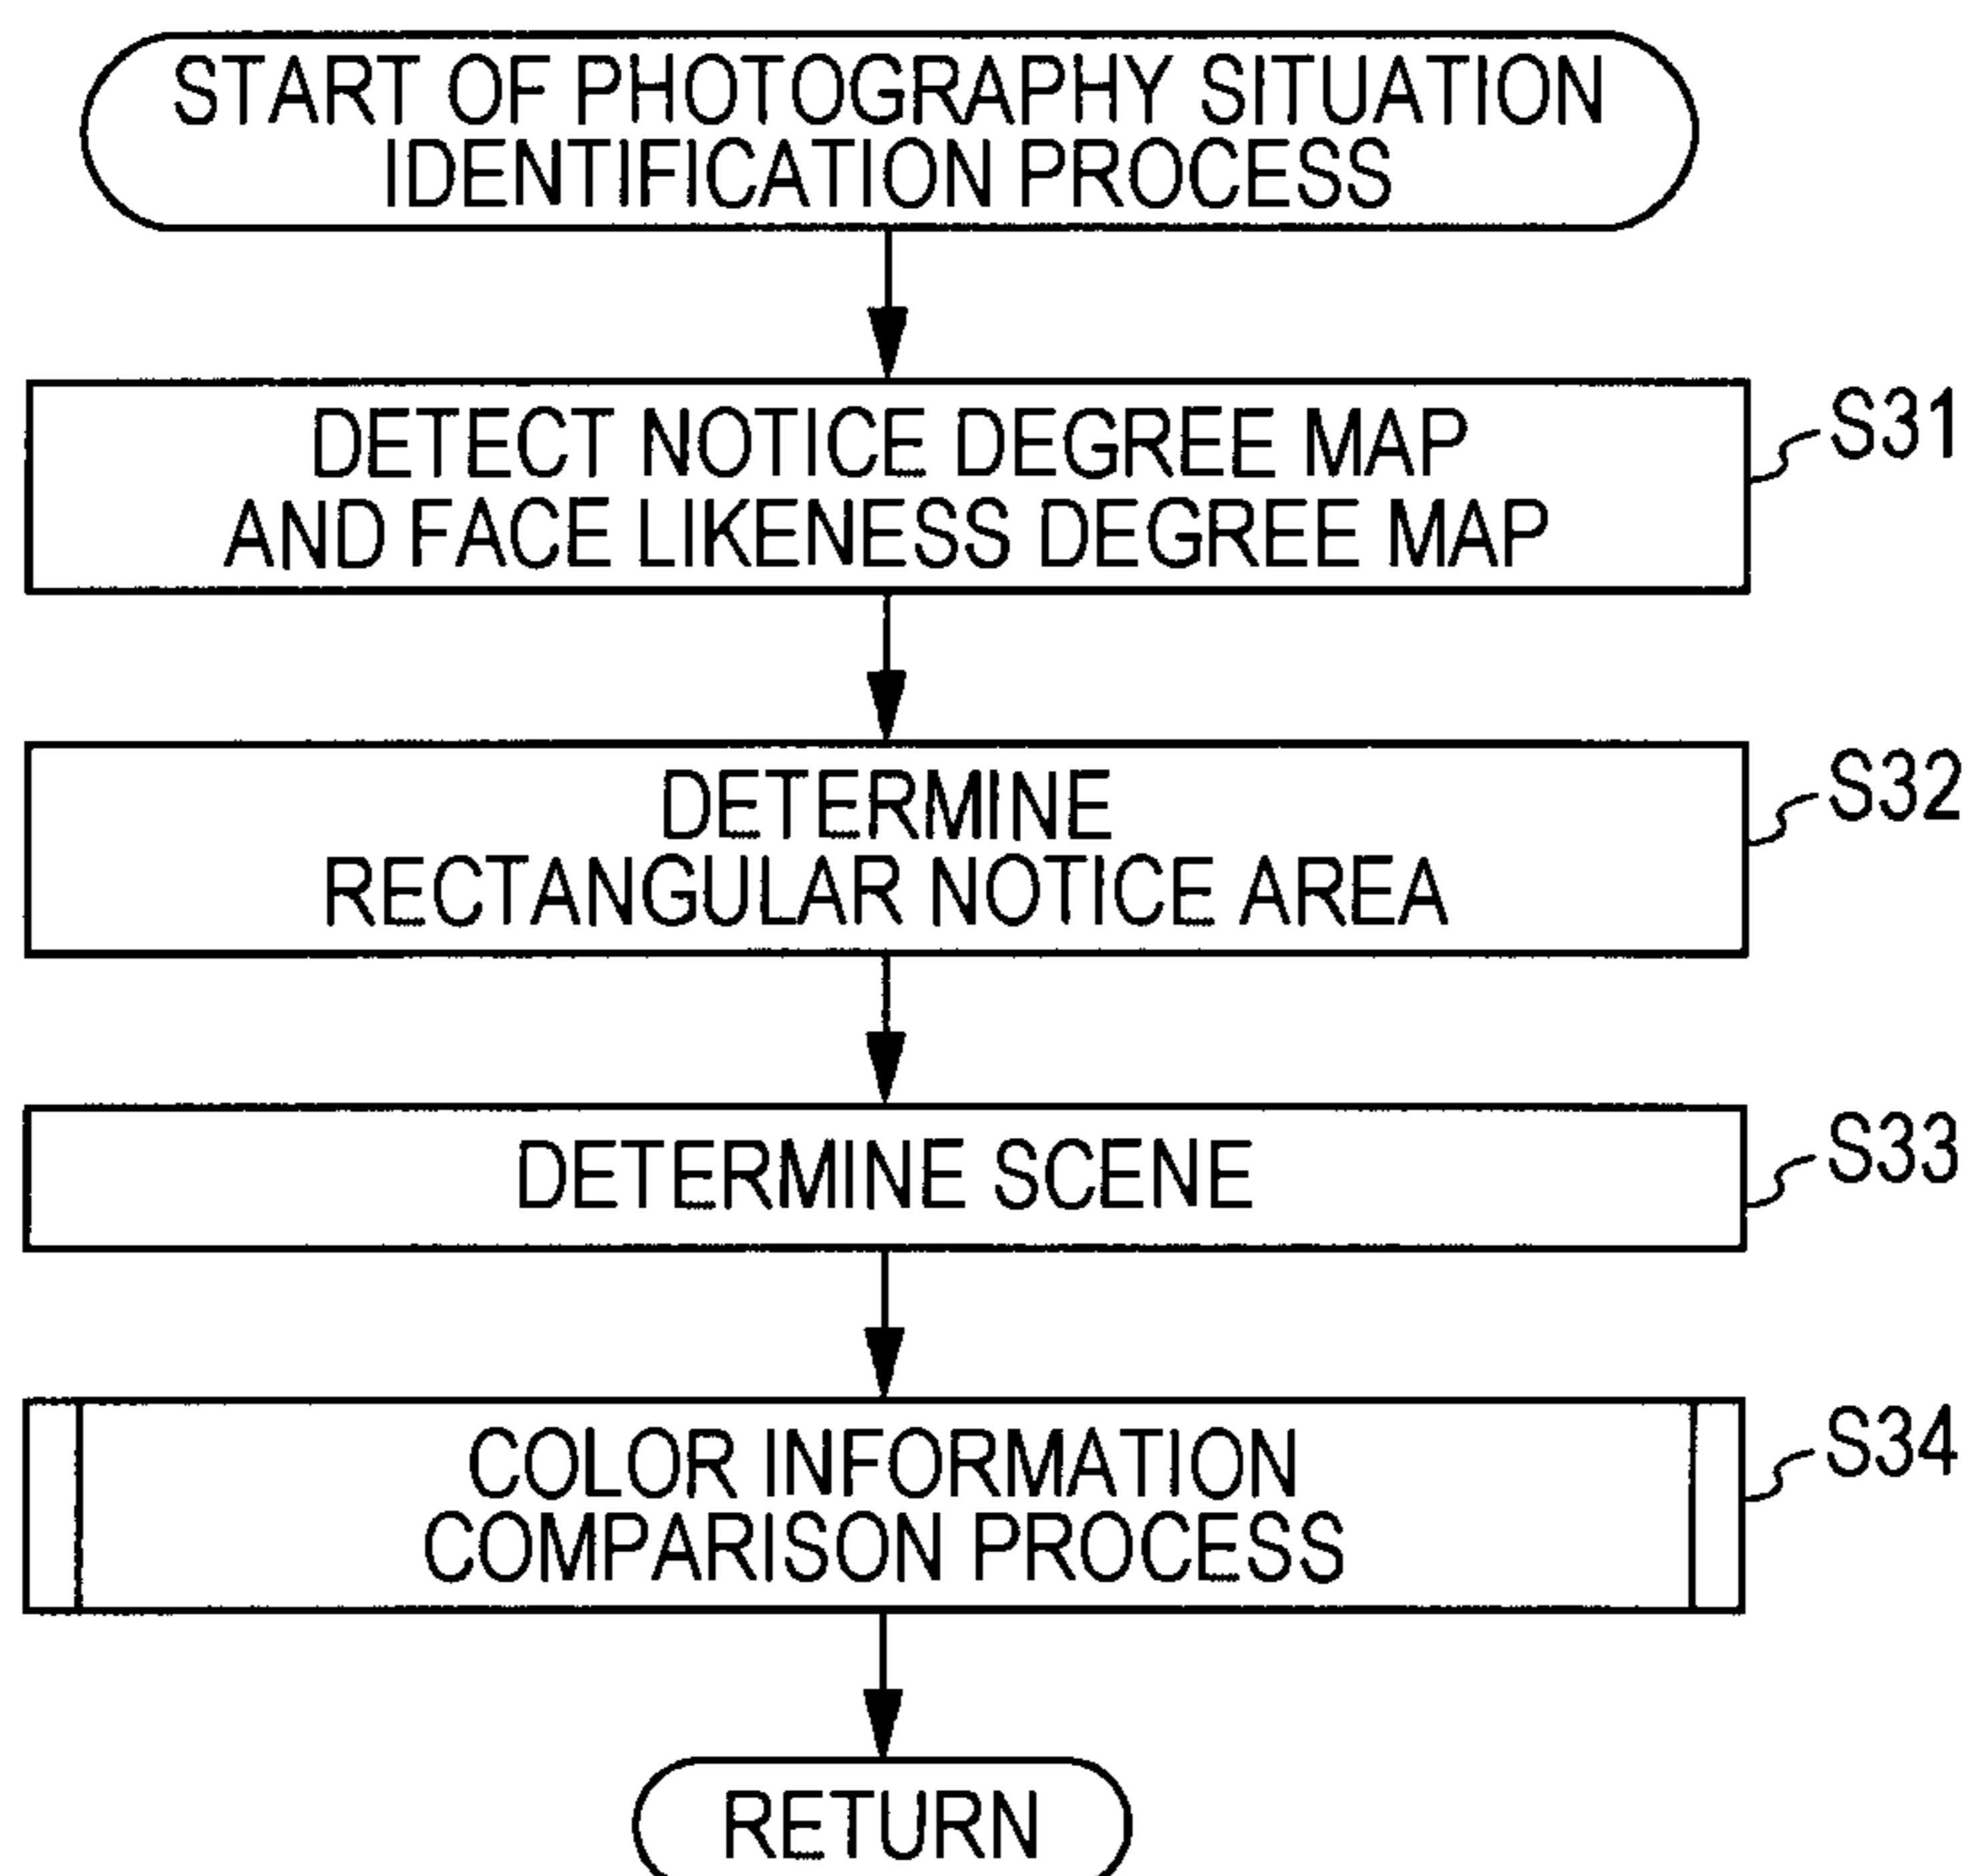 START OF PHOTOGRAPHY SITUATION
IDENTIFICATION PROCESS
DETECT NOTICE DEGREE MAP
AND FACE LIKENESS DEGREE MAP
S31
DETERMINE
RECTANGULAR NOTICE AREA
S32
DETERMINE SCENE
S33
COLOR INFORMATION
COMPARISON PROCESS
S34
RETURN